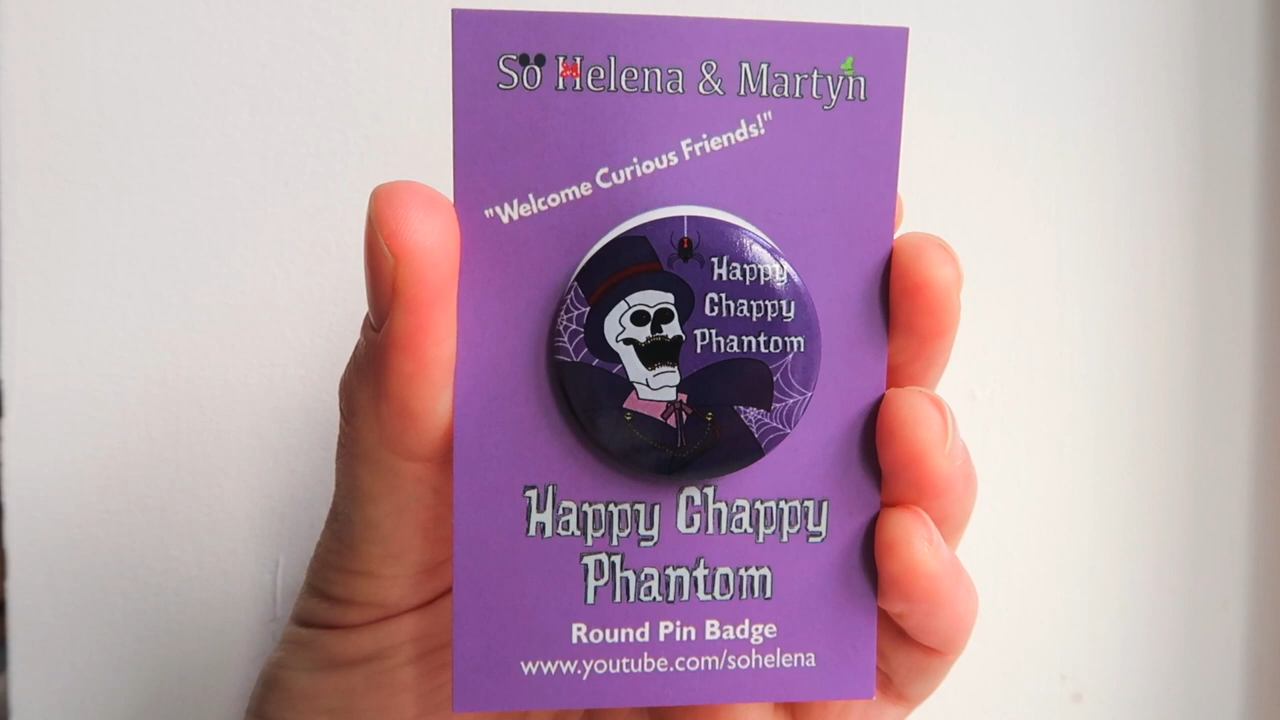 So Helena & Martyn
"Welcome Curious Friends!"
Happy
Chappy
Phantom
Happy Chappy
Phantom
Round Pin Badge
www.youtube.com/sohelena